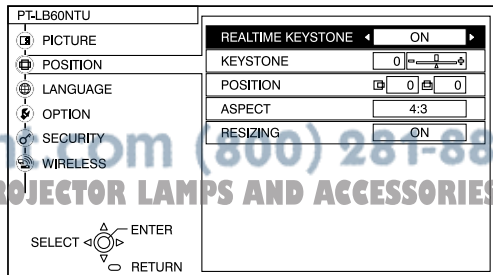 PT-LB60NTU
PICTURE
POSITION
LANGUAGE
OPTION
SECURITY
WIRELESS
REALTIME KEYSTONE ON
KEYSTONE 0
POSITION 0 0
ASPECT 4:3
RESIZING ON
SELECT ENTER
RETURN
nt.com (800) 281-88
ROJECTOR LAMPS AND ACCESSORIES